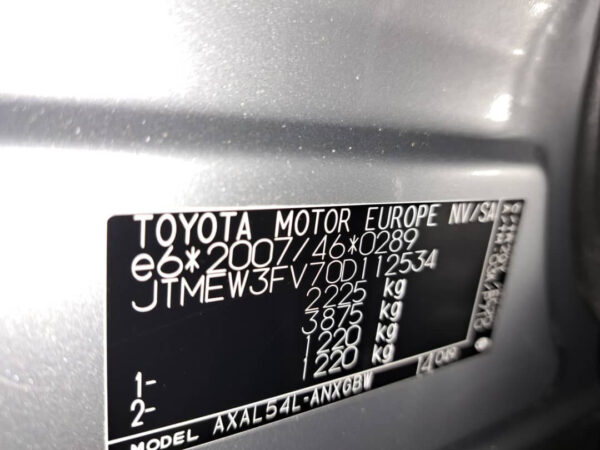 TOYOTA MOTOR EUROPE NV/SA
e6*2007/46*0289
JTMEW3FV70D112534
2225 kg
3875 kg
1- 1220 kg
2- 1220 kg
MODEL AXAL54L-ANXGBW